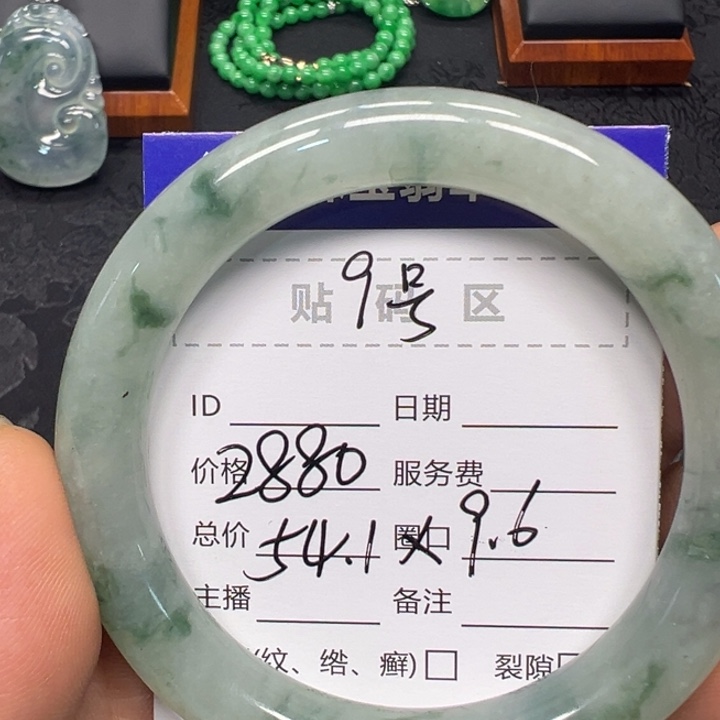 9号
贴 码 区
ID 日期
价格 2880 服务费
总价 54.1×9.6 圈口
主播 备注
(纹、绺、癣)□ 裂隙□